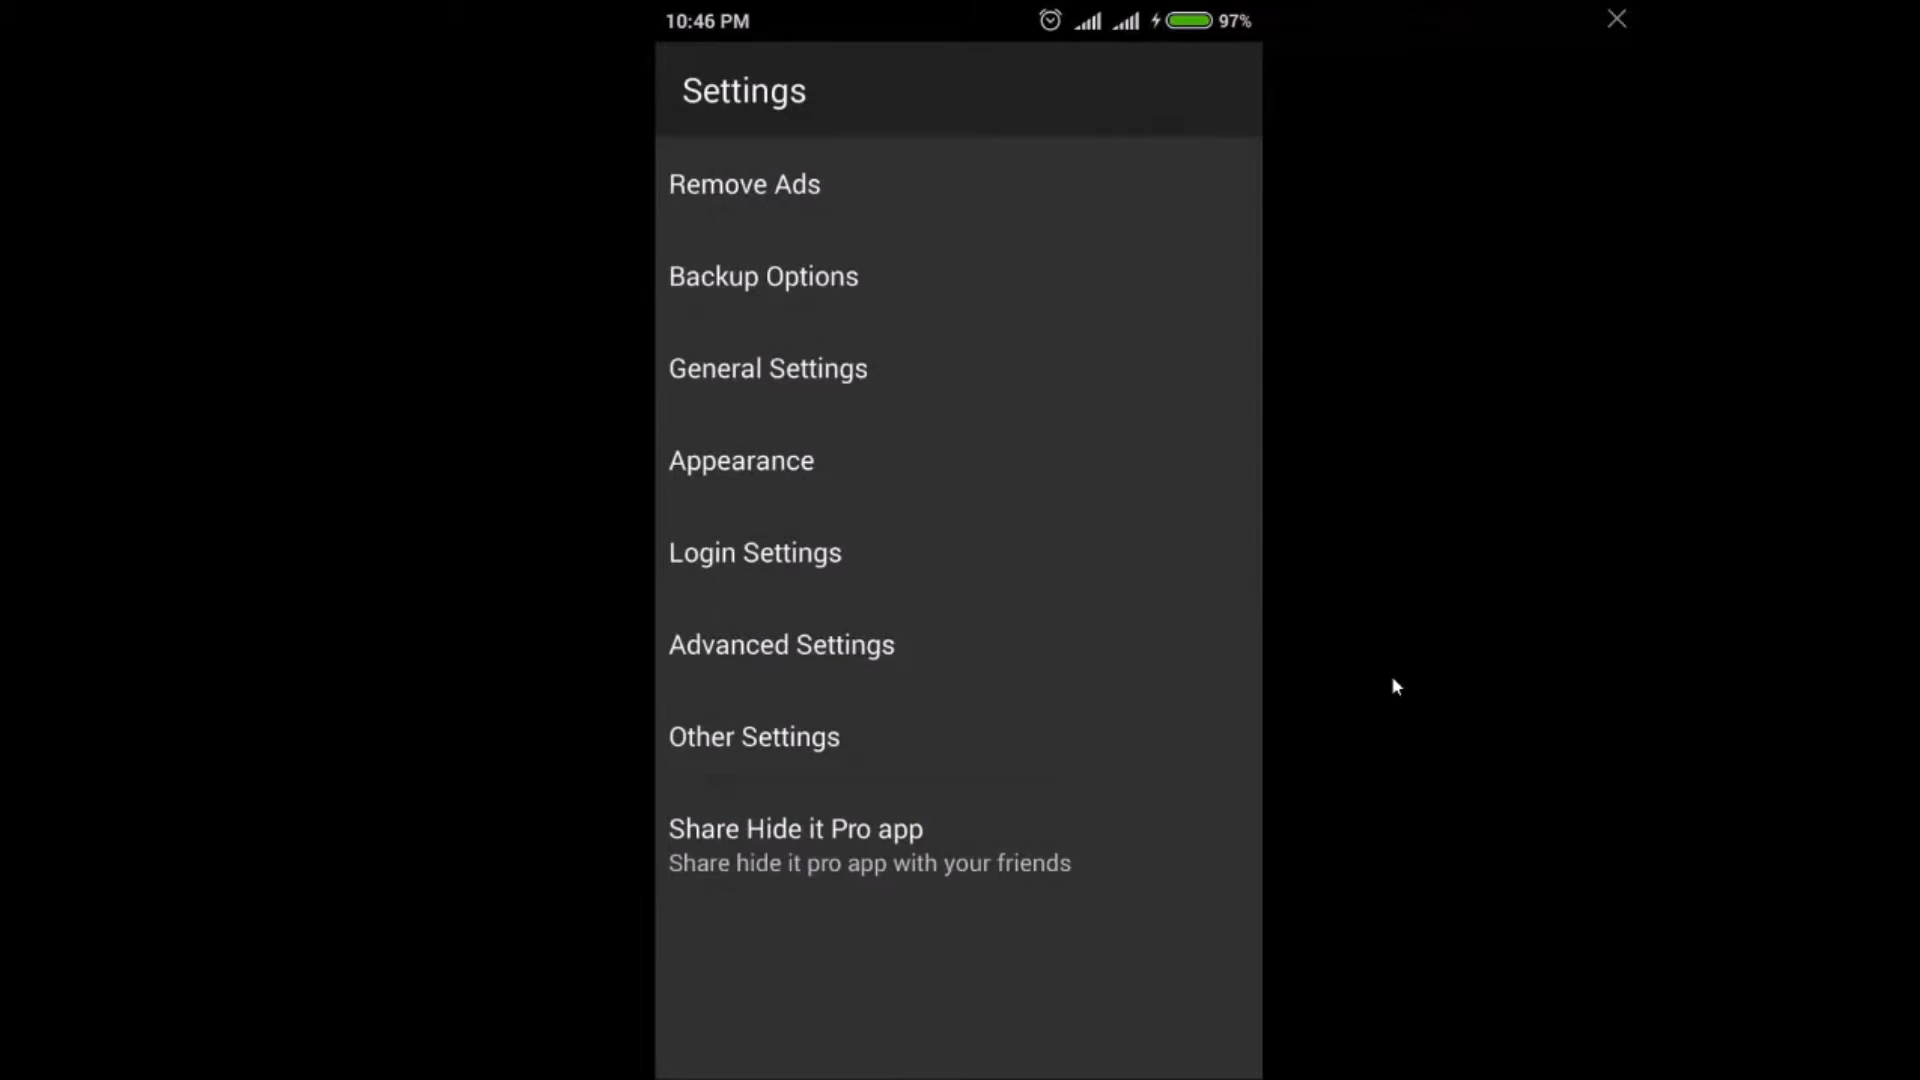 10:46 PM 97%
Settings
Remove Ads
Backup Options
General Settings
Appearance
Login Settings
Advanced Settings
Other Settings
Share Hide it Pro app
Share hide it pro app with your friends